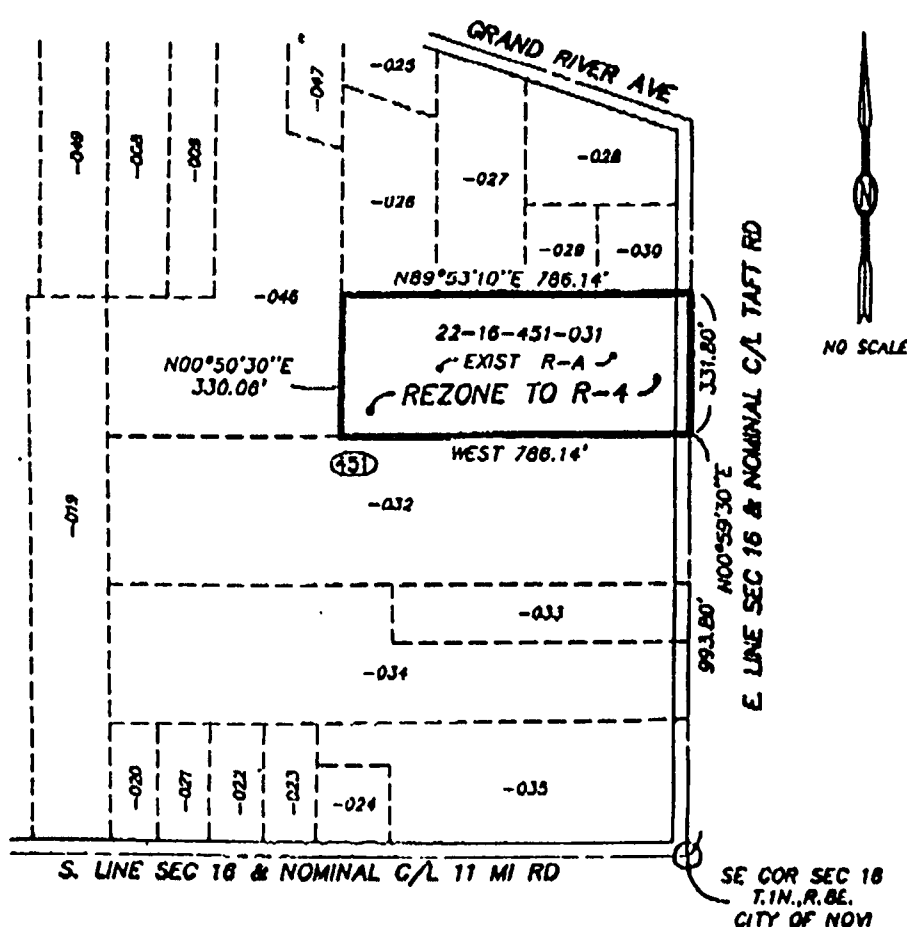 GRAND RIVER AVE
-025
-047
-049
-008
-009
-026
-027
-028
-029
-030
-046
N89°53'10"E 786.14'
22-16-451-031
EXIST R-A
REZONE TO R-4
N00°50'30"E
330.06'
331.80'
NO SCALE
N
E LINE SEC 16 & NOMINAL C/L TAFT RD
WEST 786.14'
451
-032
-019
N00°59'30"E
993.80'
-033
-034
-020
-021
-022
-023
-024
-035
S. LINE SEC 16 & NOMINAL C/L 11 MI RD
SE COR SEC 16
T.1N.,R.8E.
CITY OF NOVI